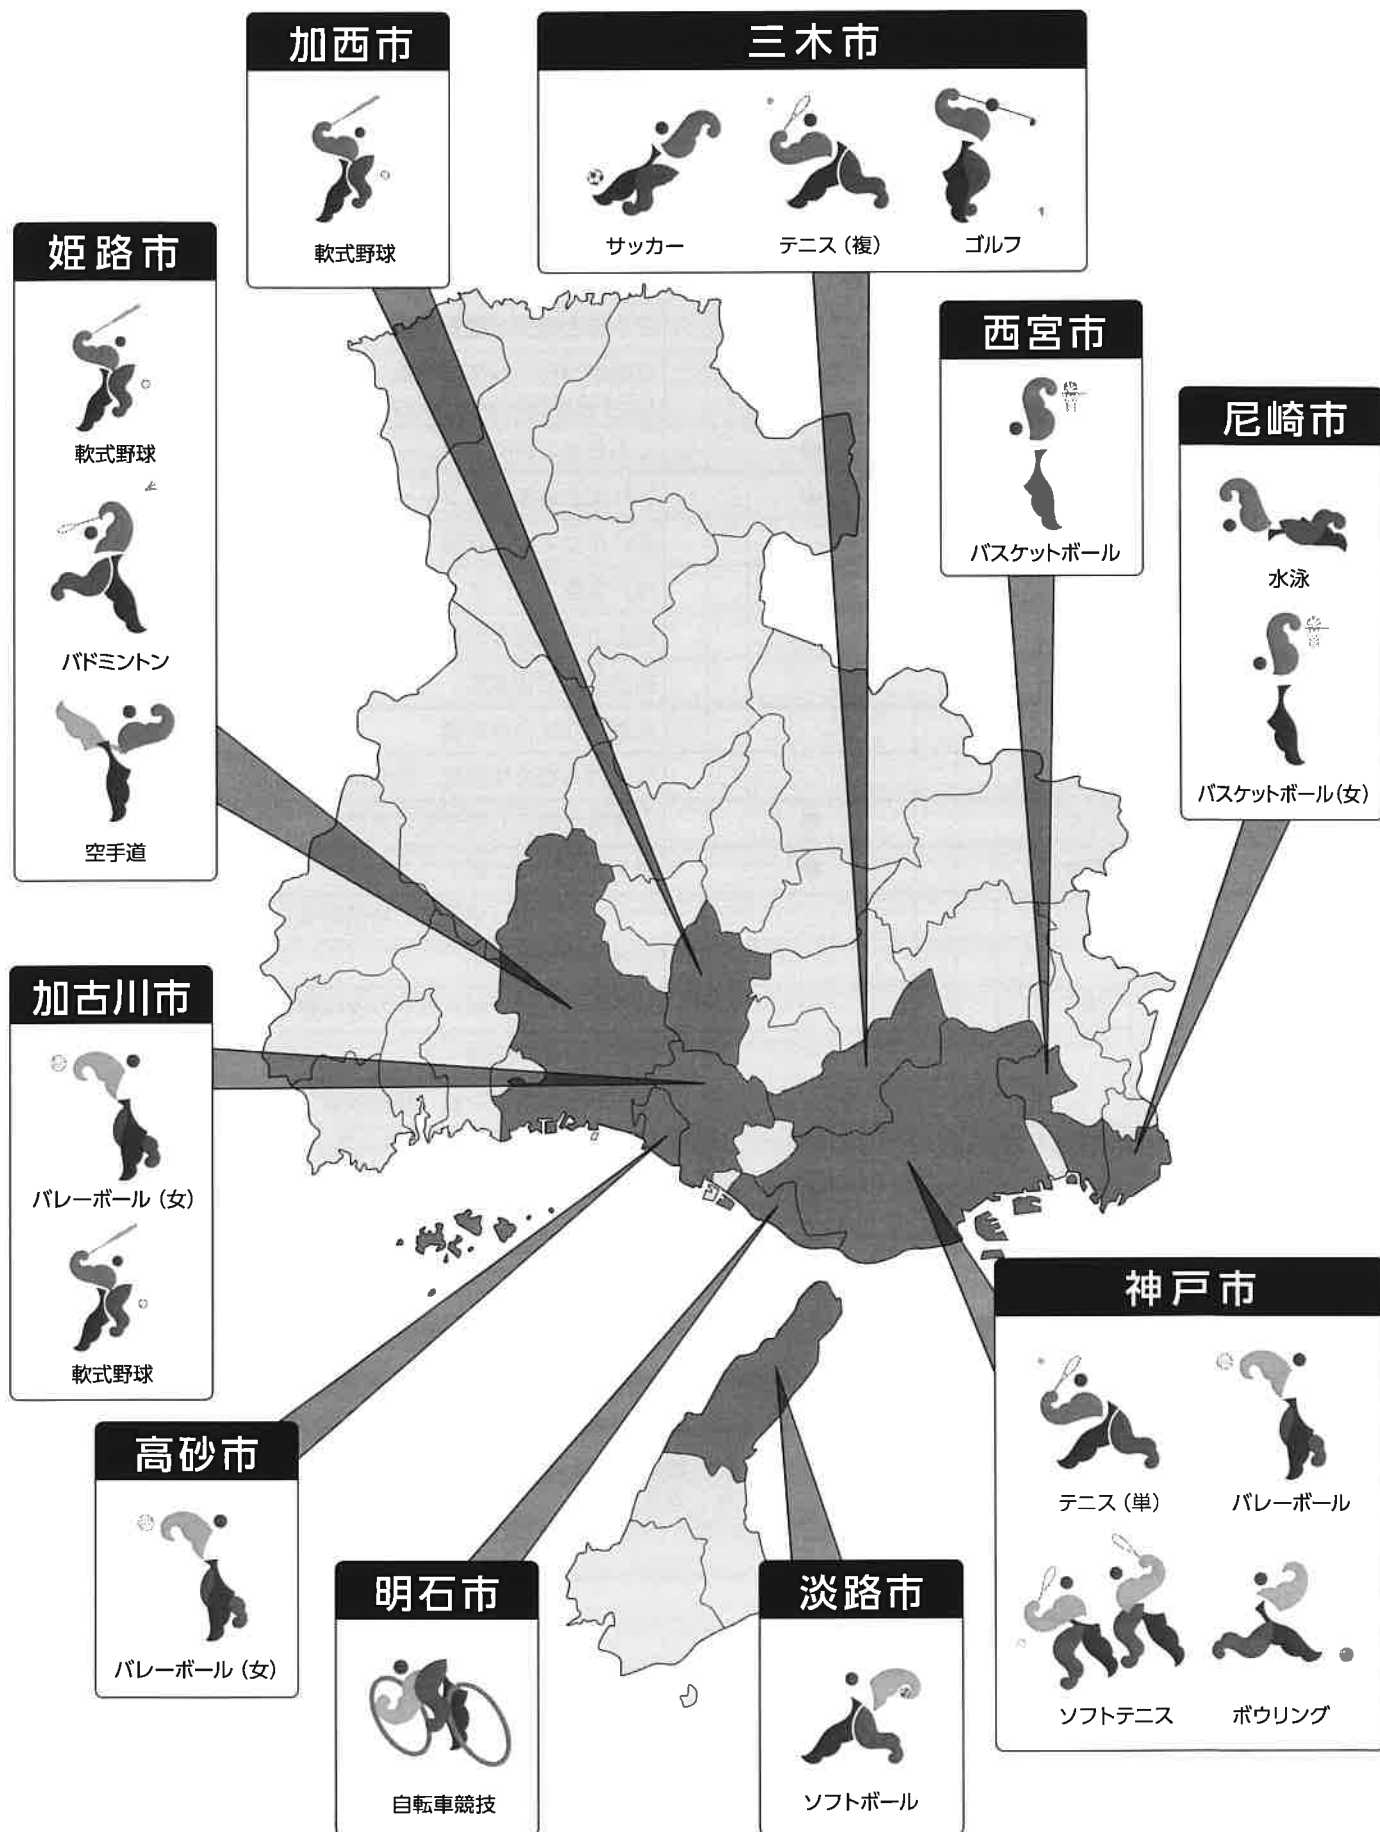 加西市
軟式野球
三木市
サッカー
テニス（複）
ゴルフ
姫路市
軟式野球
バドミントン
空手道
西宮市
バスケットボール
尼崎市
水泳
バスケットボール（女）
加古川市
バレーボール（女）
軟式野球
高砂市
バレーボール（女）
明石市
自転車競技
淡路市
ソフトボール
神戸市
テニス（単）
バレーボール
ソフトテニス
ボウリング